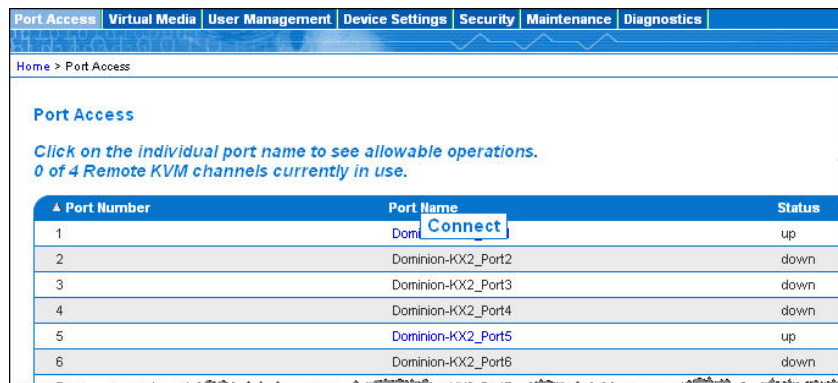 Port Access Virtual Media User Management Device Settings Security Maintenance Diagnostics
Home > Port Access
Port Access
Click on the individual port name to see allowable operations.
0 of 4 Remote KVM channels currently in use.
▲ Port Number Port Name Status
Connect
1 up
2 Dominion-KX2_Port2 down
3 Dominion-KX2_Port3 down
4 Dominion-KX2_Port4 down
5 Dominion-KX2_Port5 up
6 Dominion-KX2_Port6 down